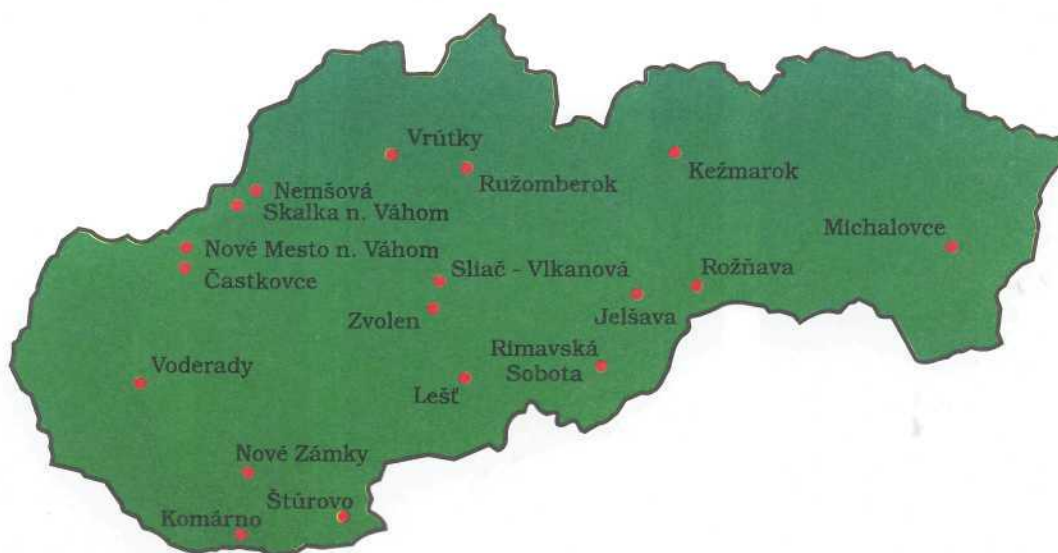 Vrútky
Ružomberok
Kežmarok
Nemšová
Skalka n. Váhom
Michalovce
Nové Mesto n. Váhom
Častkovce
Sliač - Vlkanová
Rožňava
Zvolen
Jelšava
Voderady
Rimavská
Sobota
Lešť
Nové Zámky
Štúrovo
Komárno